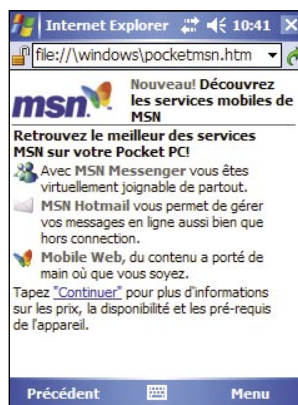 Internet Explorer 10:41
file://\windows\pocketmsn.htm
msn
Nouveau! Découvrez
les services mobiles de
MSN
Retrouvez le meilleur des services
MSN sur votre Pocket PC!
Avec MSN Messenger vous êtes
virtuellement joignable de partout.
MSN Hotmail vous permet de gérer
vos messages en ligne aussi bien que
hors connection.
Mobile Web, du contenu a porté de
main où que vous soyez.
Tapez "Continuer" pour plus d'informations
sur les prix, la disponibilité et les pré-requis
de l'appareil.
Précédent Menu